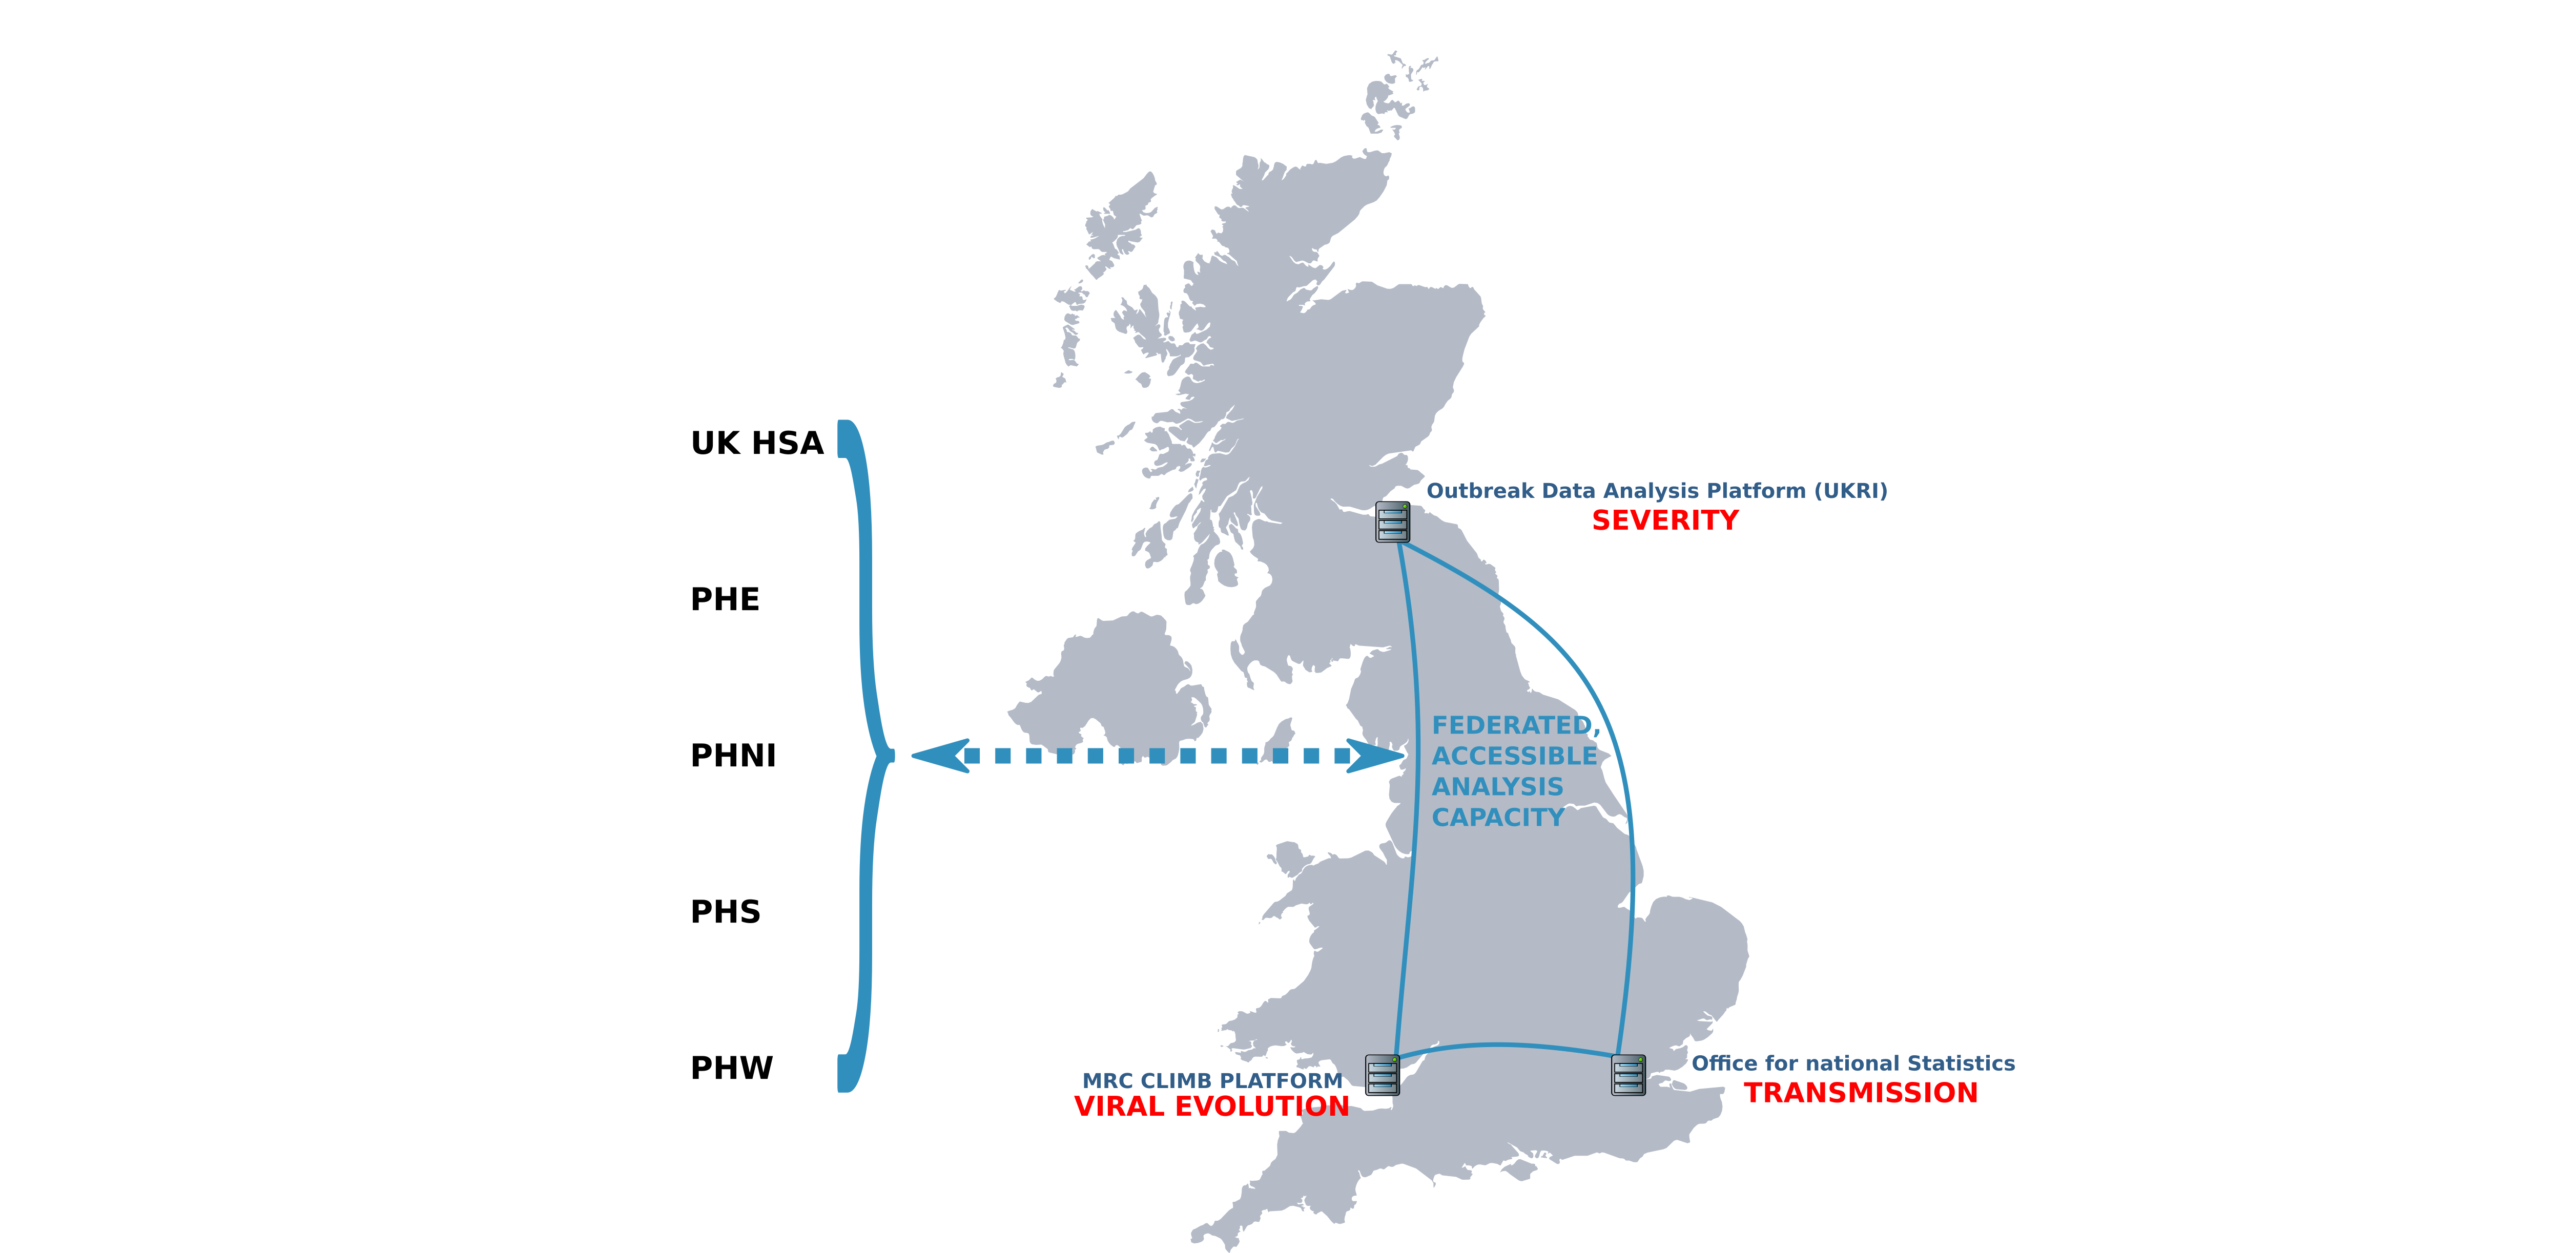 UK HSA
PHE
PHNI
PHS
PHW
Outbreak Data Analysis Platform (UKRI)
SEVERITY
FEDERATED,
ACCESSIBLE
ANALYSIS
CAPACITY
MRC CLIMB PLATFORM
VIRAL EVOLUTION
Office for national Statistics
TRANSMISSION